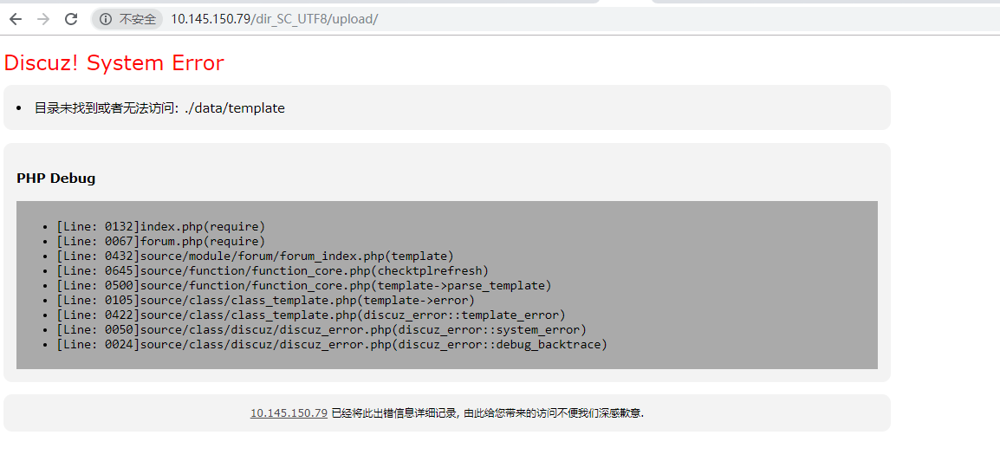 不安全 10.145.150.79/dir_SC_UTF8/upload/
Discuz! System Error
目录未找到或者无法访问: ./data/template
PHP Debug
[Line: 0132]index.php(require)
[Line: 0067]forum.php(require)
[Line: 0432]source/module/forum/forum_index.php(template)
[Line: 0645]source/function/function_core.php(checktplrefresh)
[Line: 0500]source/function/function_core.php(template->parse_template)
[Line: 0105]source/class/class_template.php(template->error)
[Line: 0422]source/class/class_template.php(discuz_error::template_error)
[Line: 0050]source/class/discuz/discuz_error.php(discuz_error::system_error)
[Line: 0024]source/class/discuz/discuz_error.php(discuz_error::debug_backtrace)
10.145.150.79 已经将此出错信息详细记录, 由此给您带来的访问不便我们深感歉意.